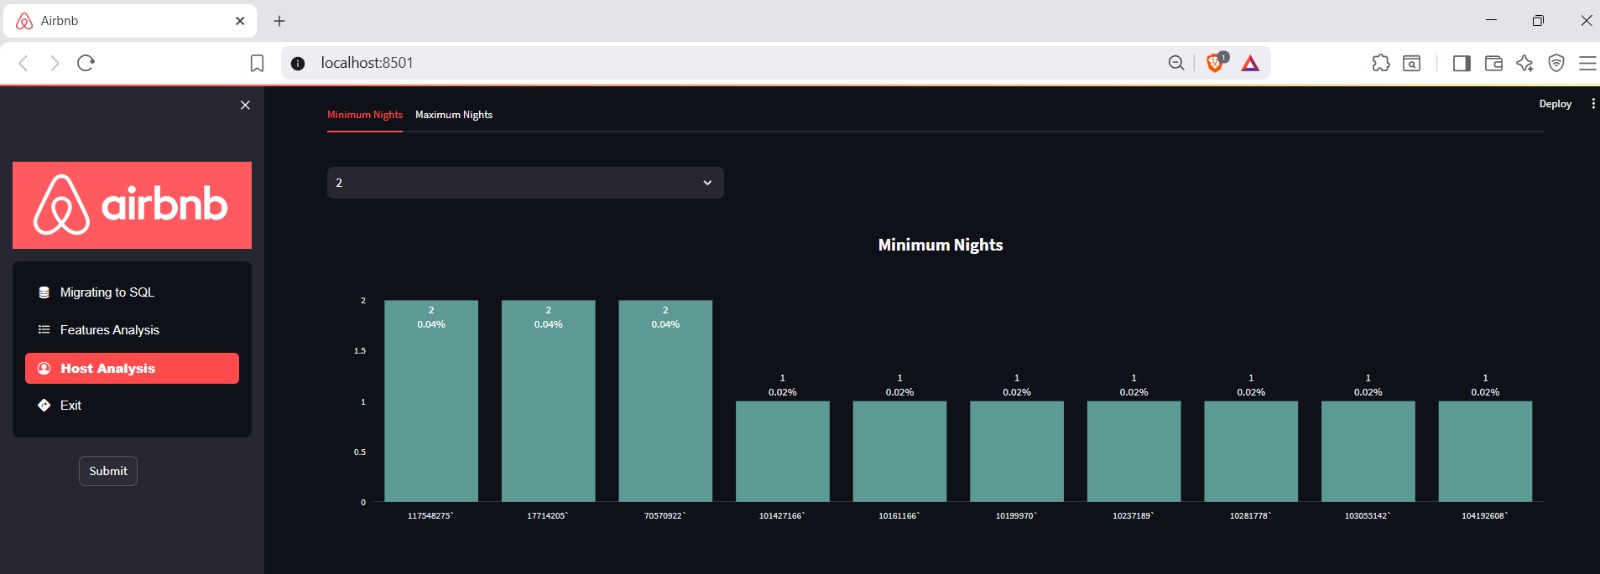 Airbnb
localhost:8501
1
Deploy
Minimum Nights Maximum Nights
airbnb
2
Migrating to SQL
Features Analysis
Host Analysis
Exit
Submit
Minimum Nights
2
1.5
1
0.5
0
2 2 2 1 1 1 1 1 1 1
0.04% 0.04% 0.04% 0.02% 0.02% 0.02% 0.02% 0.02% 0.02% 0.02%
117548275` 17714205` 70570922` 101427166` 10161166` 10199970` 10237189` 10281778` 103055142` 104192608`